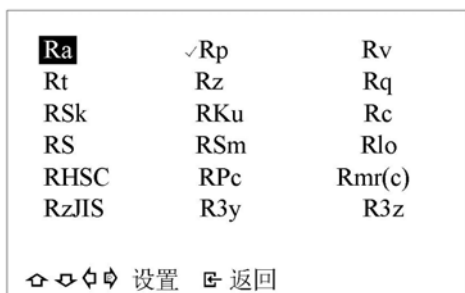 Ra ✓Rp Rv
Rt Rz Rq
RSk RKu Rc
RS RSm Rlo
RHSC RPc Rmr(c)
RzJIS R3y R3z
设置 返回